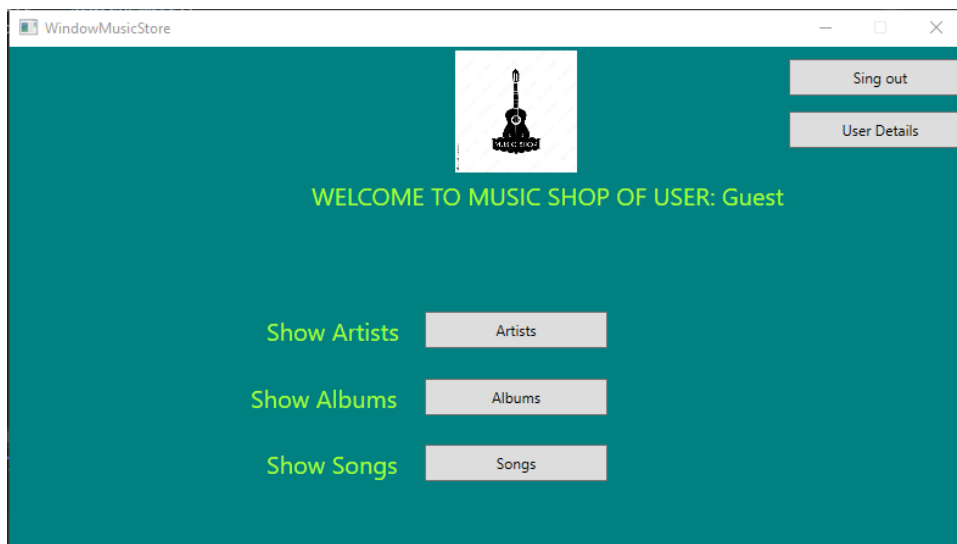 WindowMusicStore
Sing out
User Details
MUSIC SHOP
WELCOME TO MUSIC SHOP OF USER: Guest
Show Artists
Artists
Show Albums
Albums
Show Songs
Songs